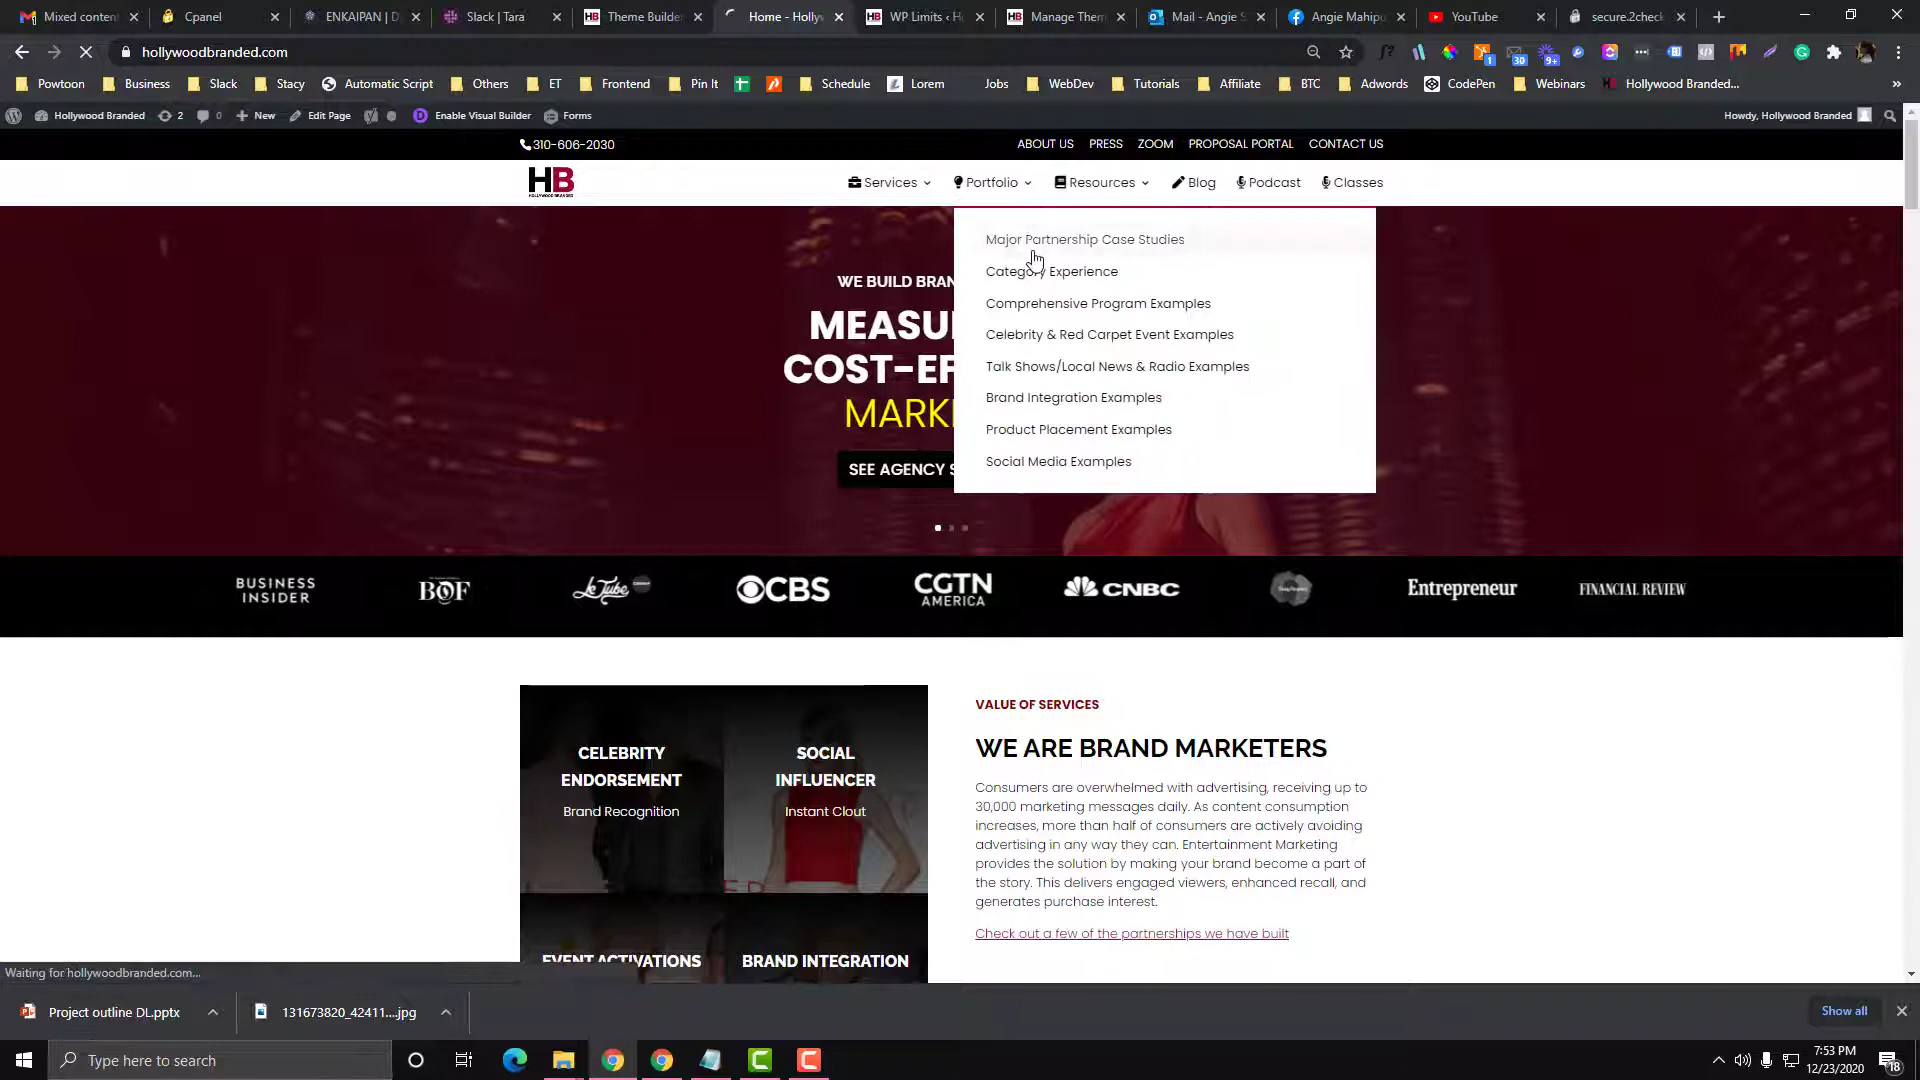 Mixed conten
Cpanel
ENKAIPAN | D
Slack | Tara
Theme Builder
Home - Hollyw
WP Limits ‹ H
Manage Them
Mail - Angie S
Angie Mahipu
YouTube
secure.2check
hollywoodbranded.com
Powtoon
Business
Slack
Stacy
Automatic Script
Others
ET
Frontend
Pin It
Schedule
Lorem
Jobs
WebDev
Tutorials
Affiliate
BTC
Adwords
CodePen
Webinars
Hollywood Branded...
Hollywood Branded
2
0
New
Edit Page
Enable Visual Builder
Forms
Howdy, Hollywood Branded
310-606-2030
ABOUT US
PRESS
ZOOM
PROPOSAL PORTAL
CONTACT US
HB
HOLLYWOOD BRANDED
Services
Portfolio
Resources
Blog
Podcast
Classes
Major Partnership Case Studies
Category Experience
Comprehensive Program Examples
Celebrity & Red Carpet Event Examples
Talk Shows/Local News & Radio Examples
Brand Integration Examples
Product Placement Examples
Social Media Examples
WE BUILD BRAN
MEASU
COST-EF
MARK
SEE AGENCY S
BUSINESS
INSIDER
BOF
Le Tube
CBS
CGTN
AMERICA
CNBC
Entrepreneur
FINANCIAL REVIEW
CELEBRITY
ENDORSEMENT
Brand Recognition
SOCIAL
INFLUENCER
Instant Clout
EVENT ACTIVATIONS
BRAND INTEGRATION
VALUE OF SERVICES
WE ARE BRAND MARKETERS
Consumers are overwhelmed with advertising, receiving up to
30,000 marketing messages daily. As content consumption
increases, more than half of consumers are actively avoiding
advertising in any way they can. Entertainment Marketing
provides the solution by making your brand become a part of
the story. This delivers engaged viewers, enhanced recall, and
generates purchase interest.
Check out a few of the partnerships we have built
Waiting for hollywoodbranded.com...
Project outline DL.pptx
131673820_42411....jpg
Show all
Type here to search
7:53 PM
12/23/2020
18